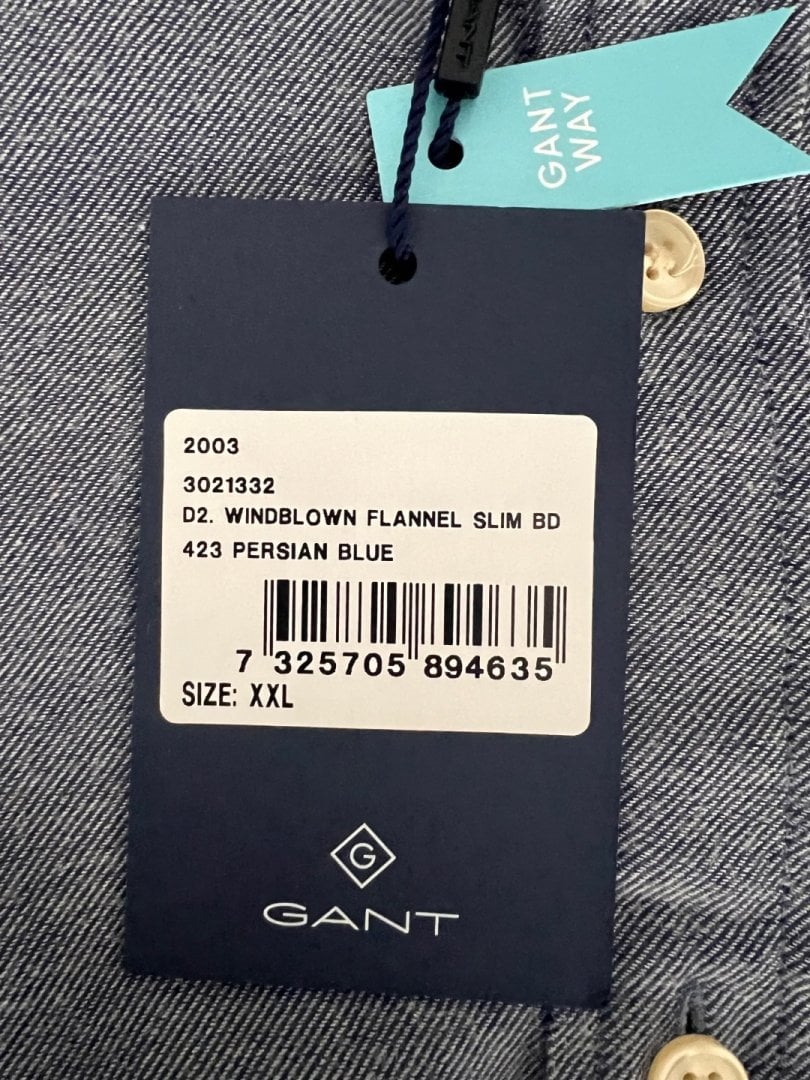 GANT
WAY
2003
3021332
D2. WINDBLOWN FLANNEL SLIM BD
423 PERSIAN BLUE
7 325705 894635
SIZE: XXL
G
GANT